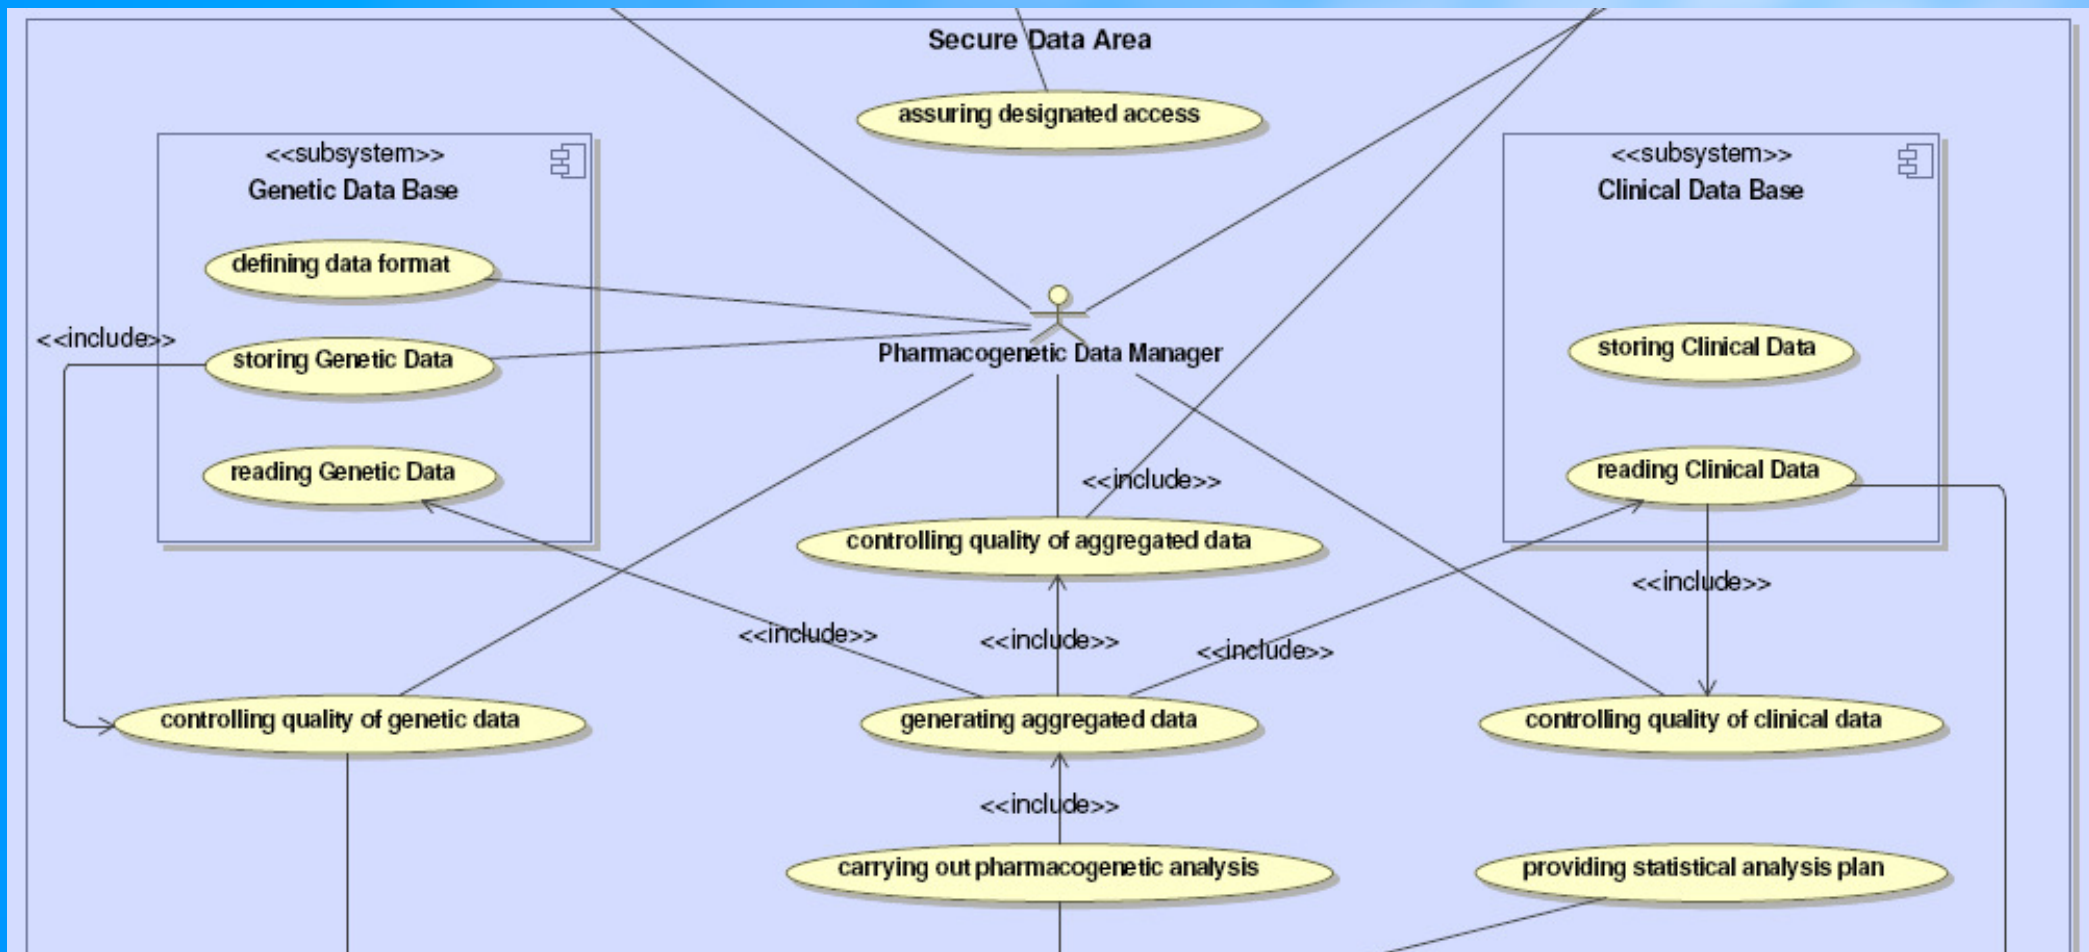 Secure Data Area
assuring designated access
<<subsystem>>
Genetic Data Base
defining data format
<<include>>
storing Genetic Data
reading Genetic Data
Pharmacogenetic Data Manager
<<subsystem>>
Clinical Data Base
storing Clinical Data
reading Clinical Data
<<include>>
controlling quality of aggregated data
<<include>>
<<include>>
<<include>>
<<include>>
controlling quality of genetic data
generating aggregated data
controlling quality of clinical data
<<include>>
carrying out pharmacogenetic analysis
providing statistical analysis plan